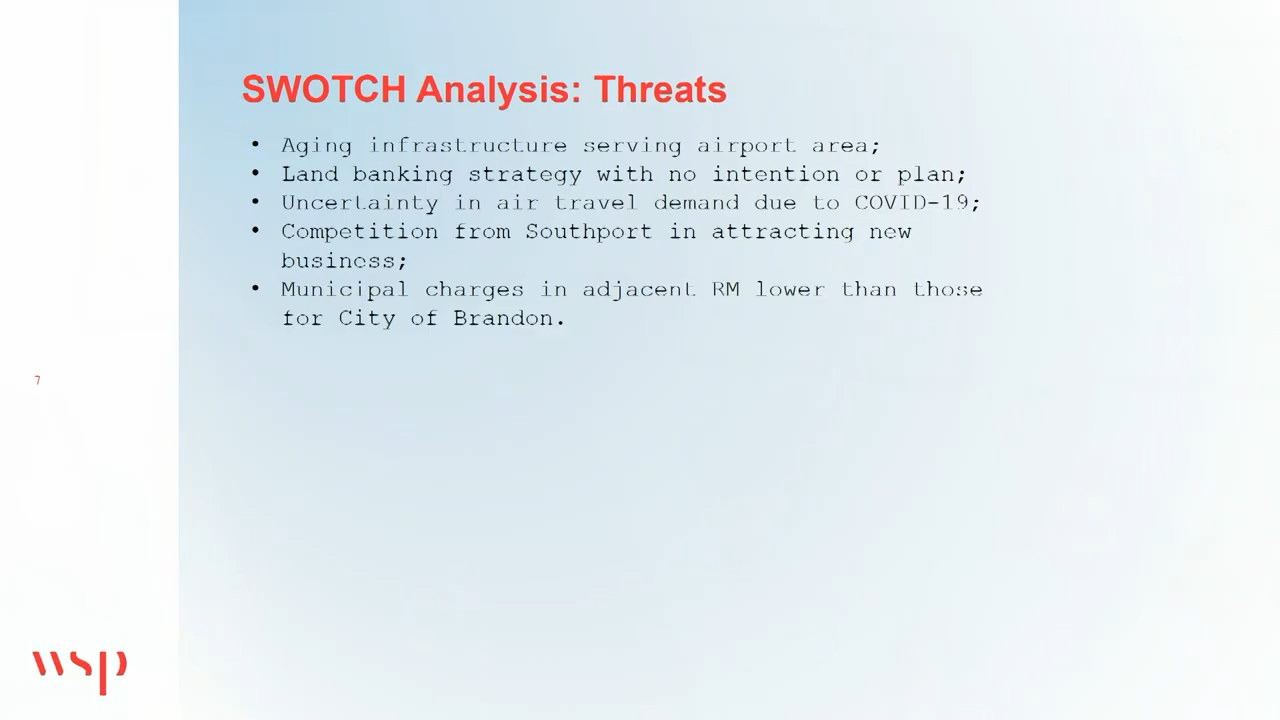 SWOTCH Analysis: Threats
• Aging infrastructure serving airport area;
• Land banking strategy with no intention or plan;
• Uncertainty in air travel demand due to COVID-19;
• Competition from Southport in attracting new
business;
• Municipal charges in adjacent RM lower than those
for City of Brandon.
7
wsp